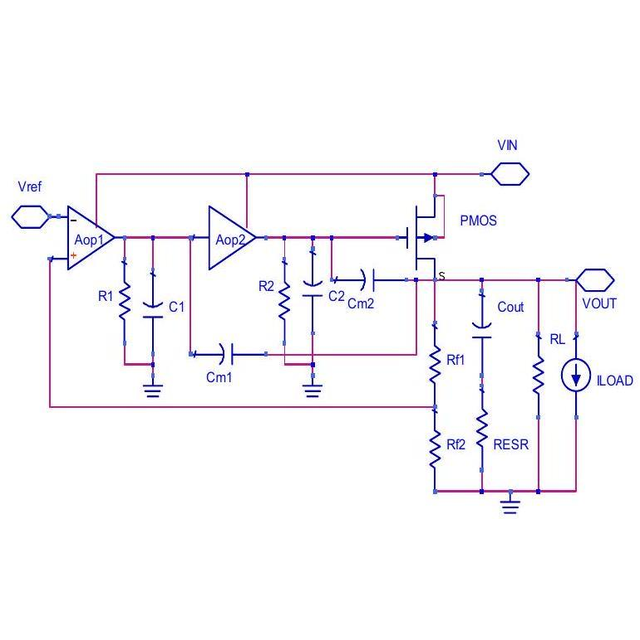 VIN
Vref
PMOS
-
Aop1
Aop2
+
S
R1
C1
R2
C2
Cm2
Cout
VOUT
RL
Rf1
Cm1
ILOAD
Rf2
RESR